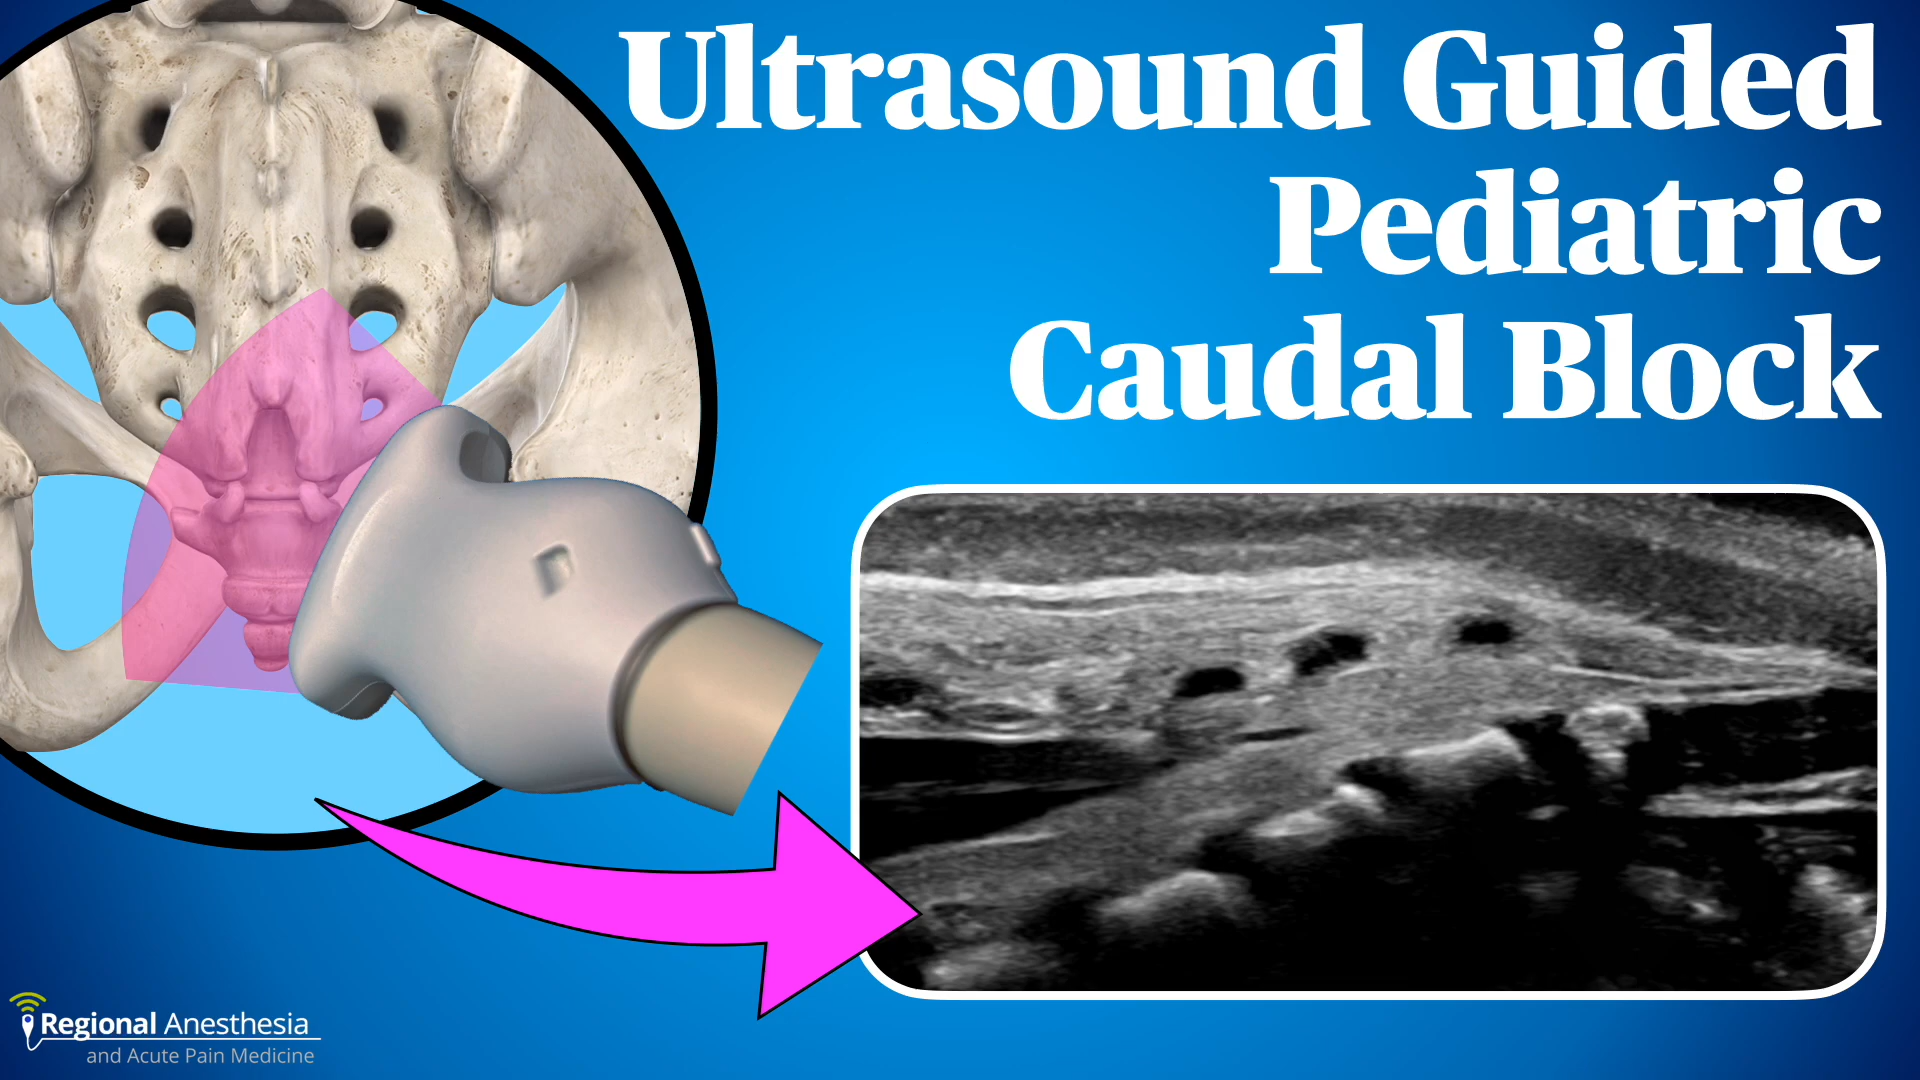 Ultrasound Guided
Pediatric
Caudal Block
Regional Anesthesia
and Acute Pain Medicine